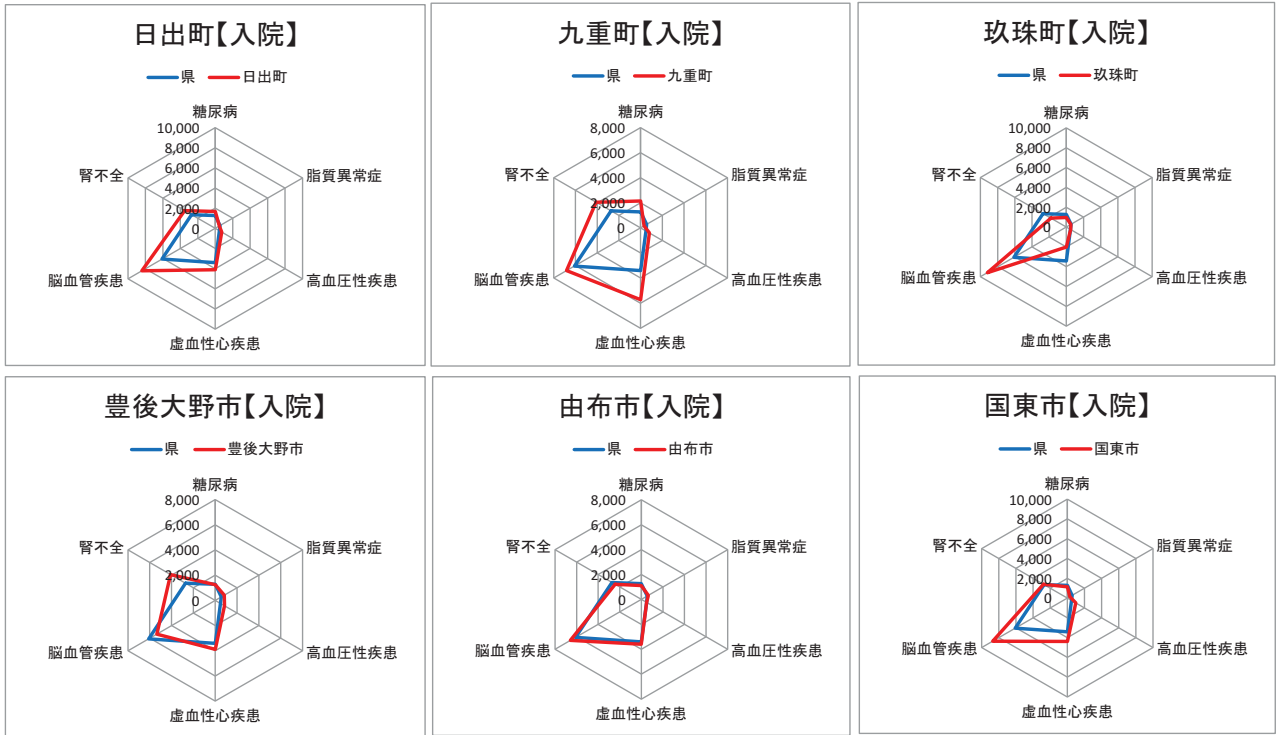 日出町【入院】
県 日出町
糖尿病
10,000
8,000
6,000
4,000
2,000
0
脂質異常症
高血圧性疾患
虚血性心疾患
脳血管疾患
腎不全
九重町【入院】
県 九重町
糖尿病
8,000
6,000
4,000
2,000
0
脂質異常症
高血圧性疾患
虚血性心疾患
脳血管疾患
腎不全
玖珠町【入院】
県 玖珠町
糖尿病
10,000
8,000
6,000
4,000
2,000
0
脂質異常症
高血圧性疾患
虚血性心疾患
脳血管疾患
腎不全
豊後大野市【入院】
県 豊後大野市
糖尿病
8,000
6,000
4,000
2,000
0
脂質異常症
高血圧性疾患
虚血性心疾患
脳血管疾患
腎不全
由布市【入院】
県 由布市
糖尿病
8,000
6,000
4,000
2,000
0
脂質異常症
高血圧性疾患
虚血性心疾患
脳血管疾患
腎不全
国東市【入院】
県 国東市
糖尿病
10,000
8,000
6,000
4,000
2,000
0
脂質異常症
高血圧性疾患
虚血性心疾患
脳血管疾患
腎不全